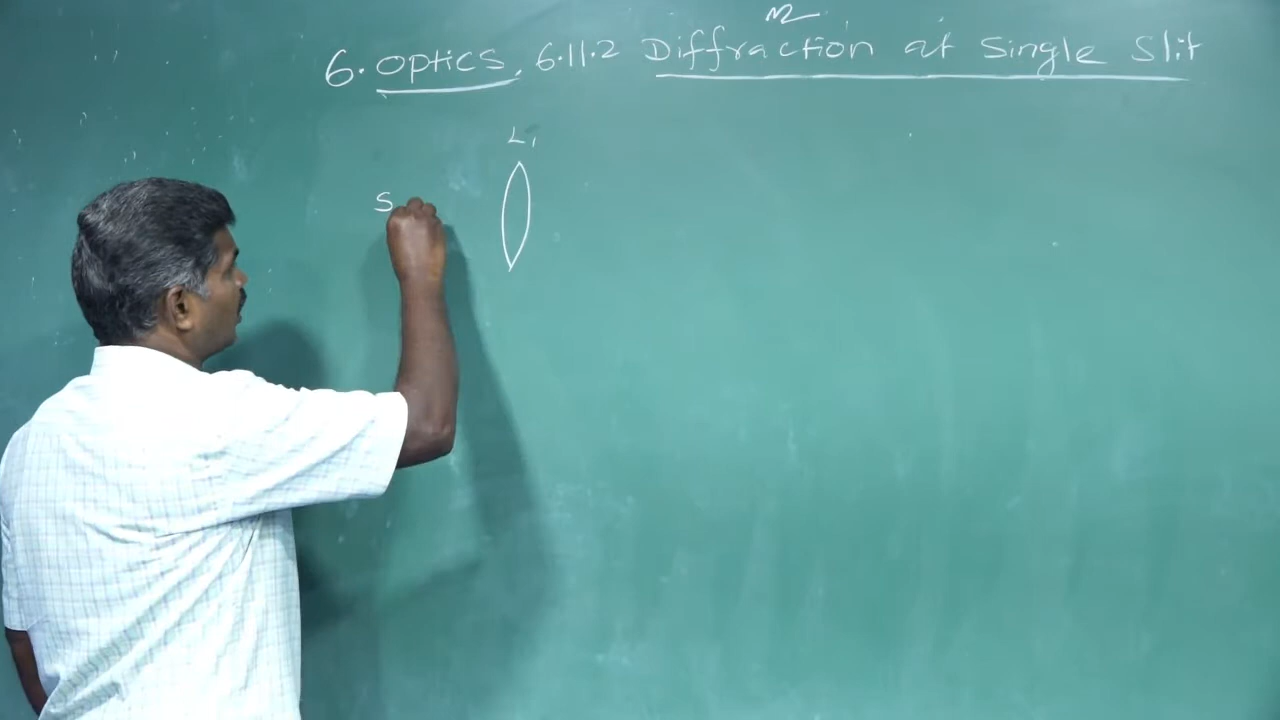 6. Optics, 6.11.2 Diffraction at Single Slit
L1
S